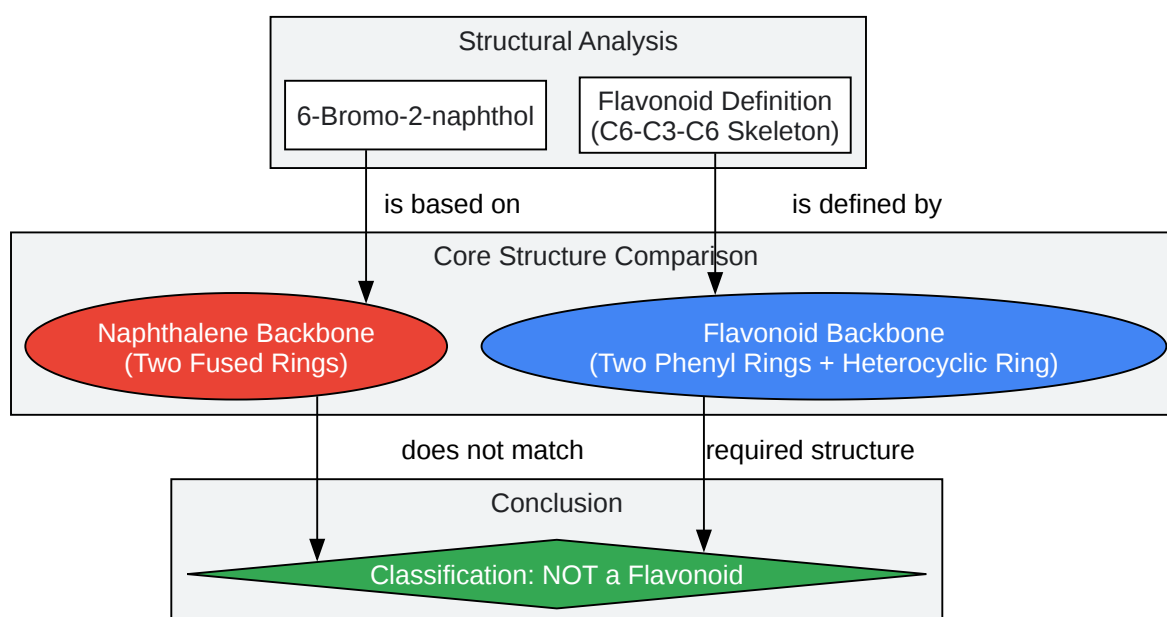 Structural Analysis
6-Bromo-2-naphthol
Flavonoid Definition
(C6-C3-C6 Skeleton)
is based on
is defined by
Core Structure Comparison
Naphthalene Backbone
(Two Fused Rings)
Flavonoid Backbone
(Two Phenyl Rings + Heterocyclic Ring)
does not match
required structure
Conclusion
Classification: NOT a Flavonoid